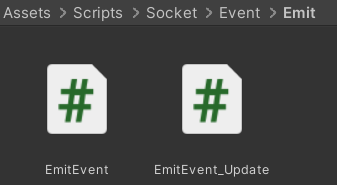 Assets > Scripts > Socket > Event > Emit
#
#
EmitEvent
EmitEvent_Update